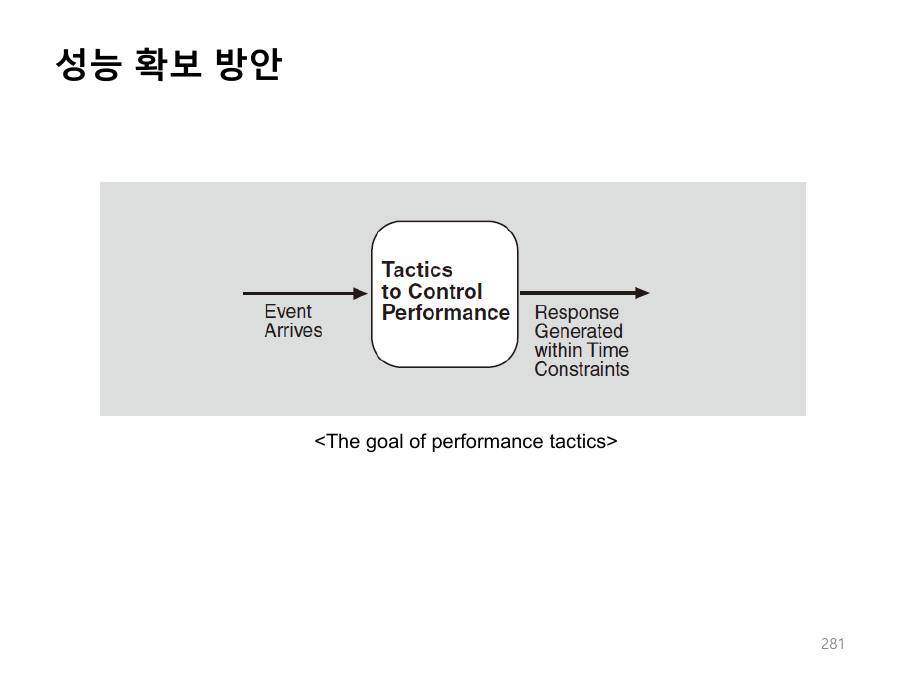 성능 확보 방안
Tactics
to Control
Performance
Event
Arrives
Response
Generated
within Time
Constraints
<The goal of performance tactics>
281